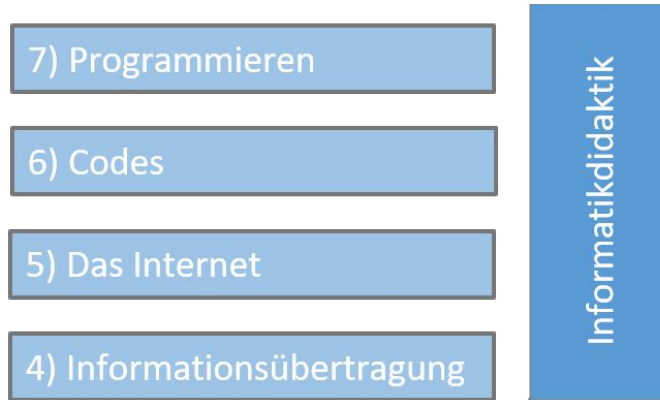 7) Programmieren
6) Codes
5) Das Internet
4) Informationsübertragung
Informatikdidaktik